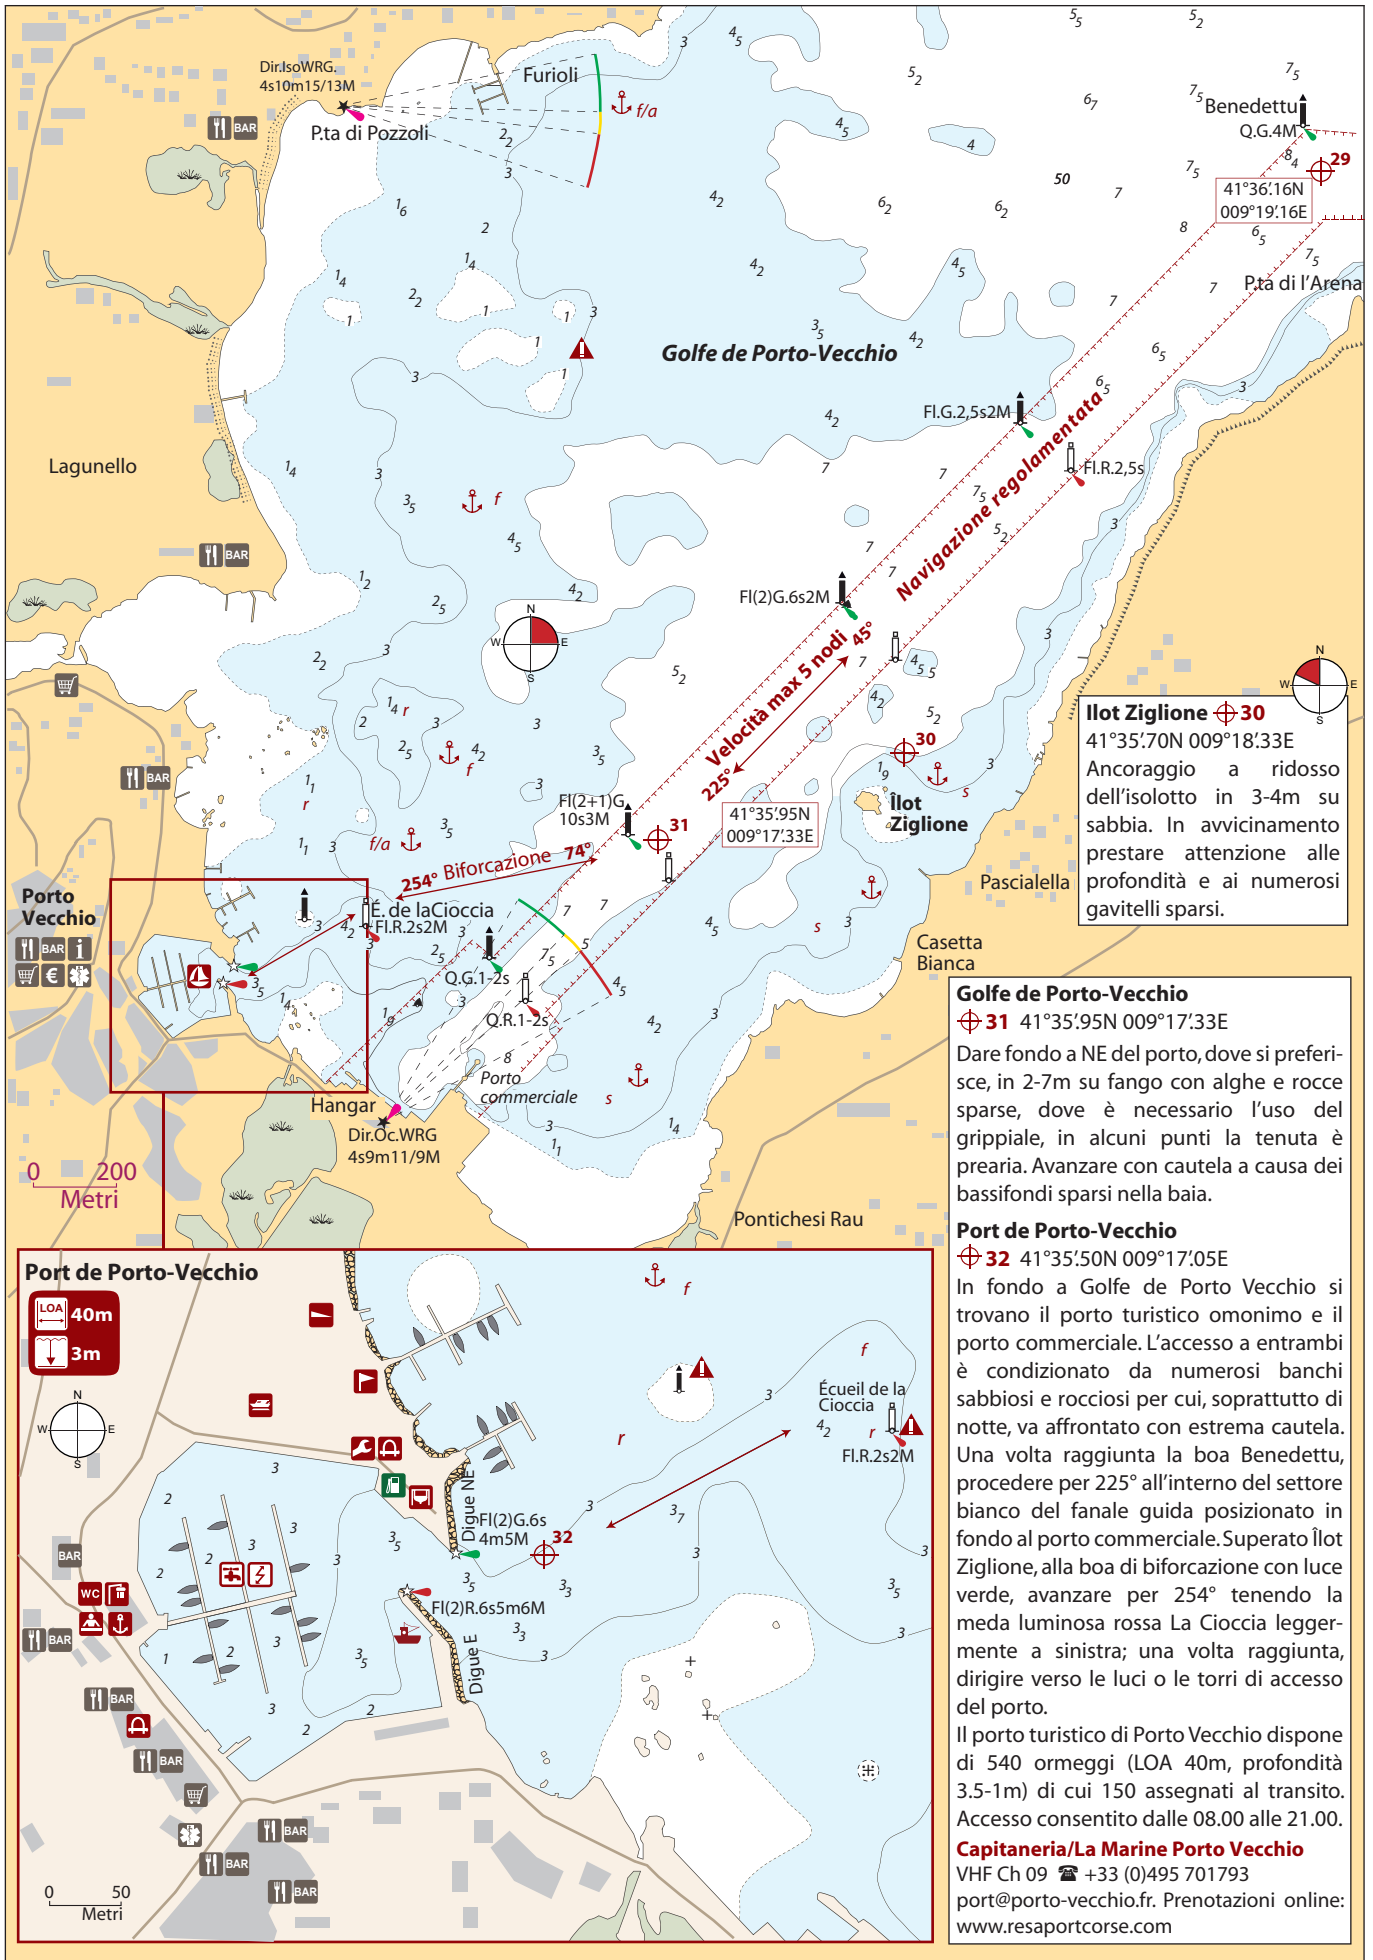 Dir.IsoWRG.
4s10m15/13M
P.ta di Pozzoli
Furioli
f/a
BAR
Benedettu
Q.G.4M
29
41°36'.16N
009°19'.16E
P.ta di l'Arena
50
Golfe de Porto-Vecchio
Fl.G.2,5s2M
Fl.R.2,5s
Navigazione regolamentata
Lagunello
f
BAR
Fl(2)G.6s2M
Velocità max 5 nodi
45°
225°
N
W
E
S
N
W
E
S
30
s
Îlot
Ziglione
Fl(2+1)G
10s3M
31
41°35'.95N
009°17'.33E
r
f
BAR
r
f/a
254° Biforcazione 74°
Porto
Vecchio
BAR i
€
É. de laCioccia
Fl.R.2s2M
Q.G.1-2s
Q.R.1-2s
Pascialella
Casetta
Bianca
s
s
Porto
commerciale
Hangar
Dir.Oc.WRG
4s9m11/9M
Pontichesi Rau
0 200
Metri
Ilot Ziglione 30
41°35'.70N 009°18'.33E
Ancoraggio a ridosso
dell'isolotto in 3-4m su
sabbia. In avvicinamento
prestare attenzione alle
profondità e ai numerosi
gavitelli sparsi.
Golfe de Porto-Vecchio
31 41°35'.95N 009°17'.33E
Dare fondo a NE del porto, dove si preferi-
sce, in 2-7m su fango con alghe e rocce
sparse, dove è necessario l'uso del
grippiale, in alcuni punti la tenuta è
prearia. Avanzare con cautela a causa dei
bassifondi sparsi nella baia.
Port de Porto-Vecchio
32 41°35'.50N 009°17'.05E
In fondo a Golfe de Porto Vecchio si
trovano il porto turistico omonimo e il
porto commerciale. L'accesso a entrambi
è condizionato da numerosi banchi
sabbiosi e rocciosi per cui, soprattutto di
notte, va affrontato con estrema cautela.
Una volta raggiunta la boa Benedettu,
procedere per 225° all'interno del settore
bianco del fanale guida posizionato in
fondo al porto commerciale. Superato Îlot
Ziglione, alla boa di biforcazione con luce
verde, avanzare per 254° tenendo la
meda luminosa rossa La Cioccia legger-
mente a sinistra; una volta raggiunta,
dirigire verso le luci o le torri di accesso
del porto.
Il porto turistico di Porto Vecchio dispone
di 540 ormeggi (LOA 40m, profondità
3.5-1m) di cui 150 assegnati al transito.
Accesso consentito dalle 08.00 alle 21.00.
Capitaneria/La Marine Porto Vecchio
VHF Ch 09 ☎ +33 (0)495 701793
port@porto-vecchio.fr. Prenotazioni online:
www.resaportcorse.com
Port de Porto-Vecchio
LOA 40m
3m
N
W
E
S
f
f
Écueil de la
Cioccia
r
Fl.R.2s2M
r
Digue NE
Fl(2)G.6s
4m5M
32
Fl(2)R.6s5m6M
Digue E
BAR
WC
BAR
BAR
BAR
BAR
BAR
BAR
0 50
Metri